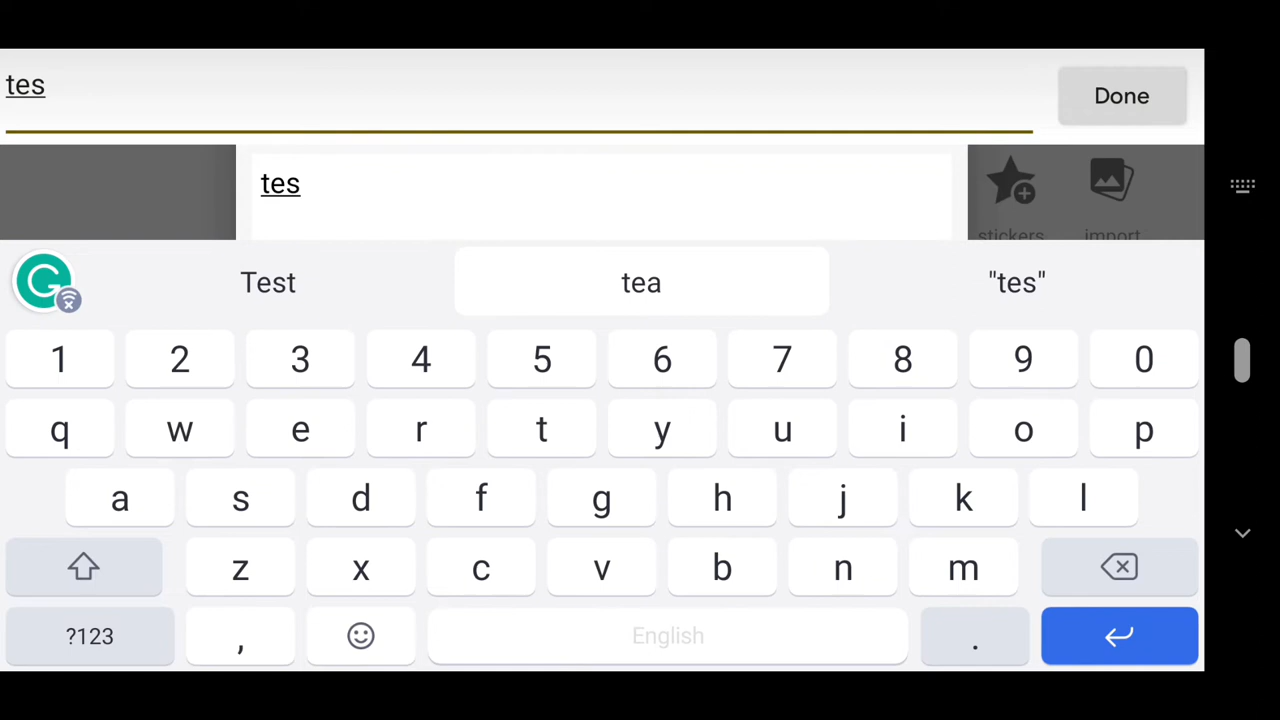 tes
Done
tes
stickers import
Test tea "tes"
1 2 3 4 5 6 7 8 9 0
q w e r t y u i o p
a s d f g h j k l
z x c v b n m
?123 , English .